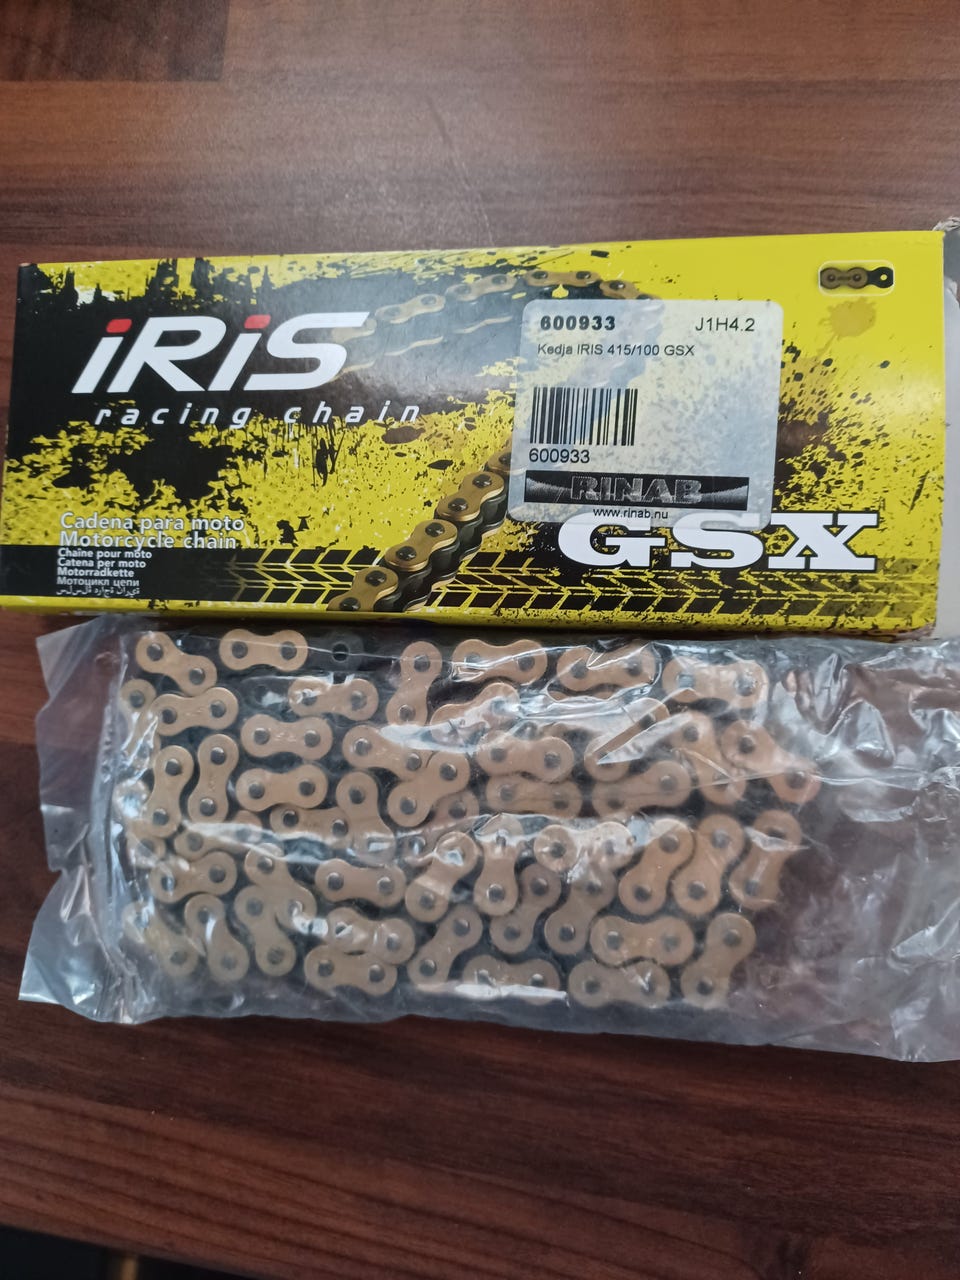 iRiS
racing chain
600933 J1H4.2
Kedja IRIS 415/100 GSX
600933
RINAB
www.rinab.nu
GSX
Cadena para moto
Motorcycle chain
Chaîne pour moto
Catena per moto
Motorradkette
Мотоцикл цепи